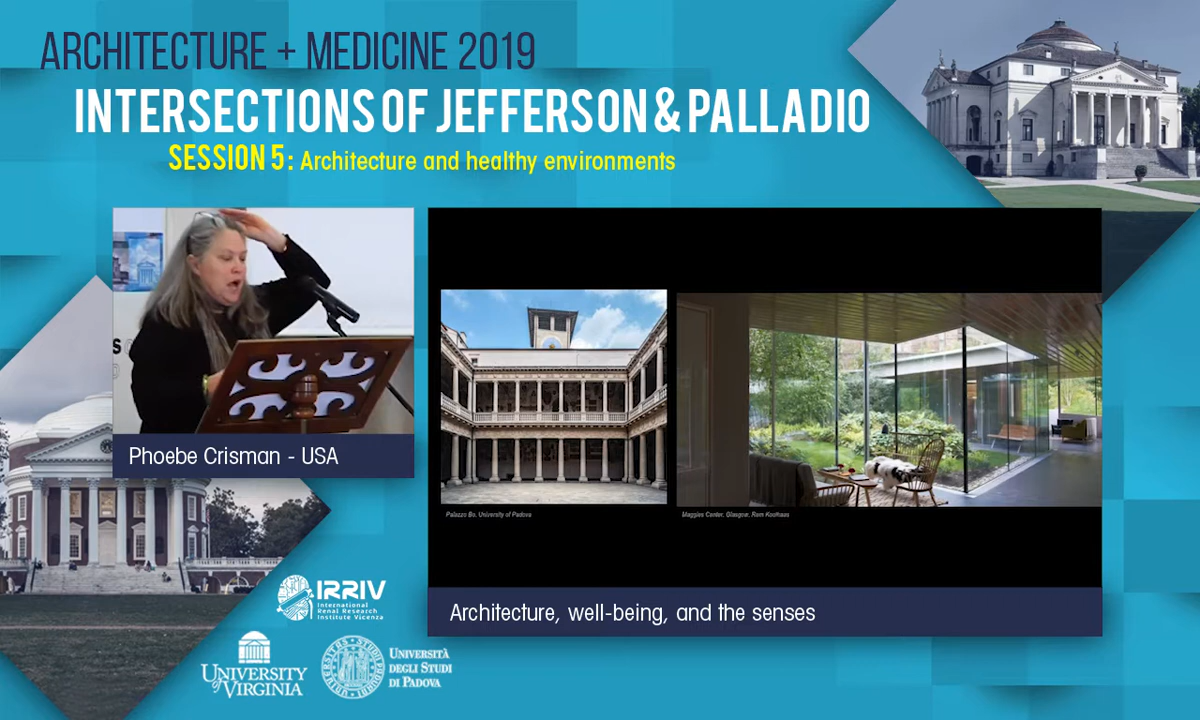 ARCHITECTURE + MEDICINE 2019
INTERSECTIONS OF JEFFERSON & PALLADIO
SESSION 5: Architecture and healthy environments
S
Phoebe Crisman - USA
Palazzo Bo, University of Padova
Maggies Center, Glasgow, Rem Koolhaas
Architecture, well-being, and the senses
IRRIV
International
Renal Research
Institute Vicenza
UNIVERSITY
of VIRGINIA
UNIVERSITÀ
DEGLI STUDI
DI PADOVA